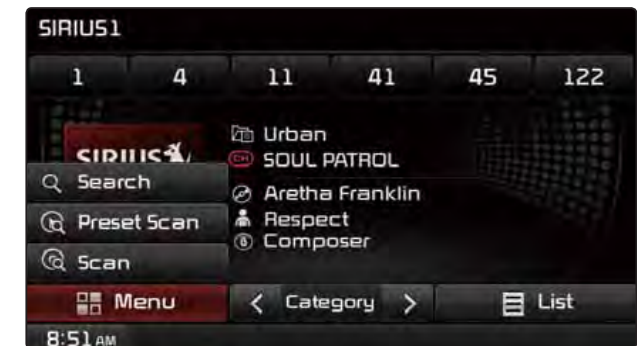 SIRIUS1
1 4 11 41 45 122
Urban
SIRIUS
CH SOUL PATROL
Search
Aretha Franklin
Preset Scan
Respect
Composer
Scan
Menu < Category > List
8:51 AM